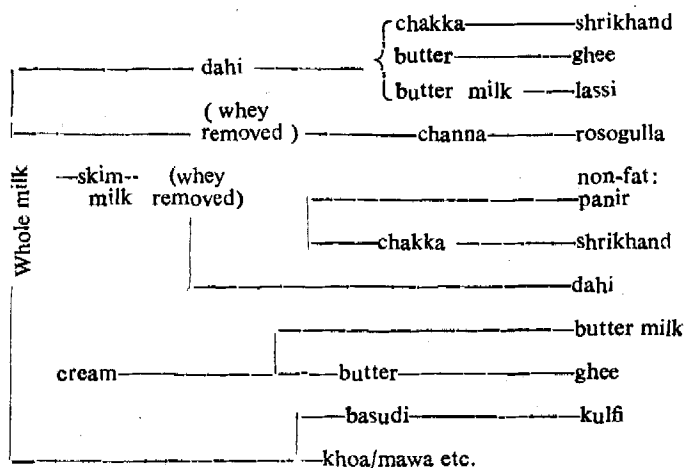 chakka shrikhand
dahi butter ghee
butter milk lassi
(whey
removed) channa rosogulla
Whole milk
skim-- (whey non-fat:
milk removed) panir
chakka shrikhand
dahi
butter milk
cream butter ghee
basudi kulfi
khoa/mawa etc.